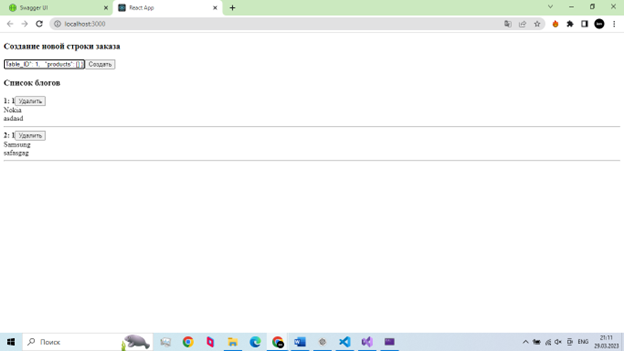 Swagger UI
React App
localhost:3000
Создание новой строки заказа
Table_ID": 1, "products": [] }
Создать
Список блогов
1: 1 Удалить
Nokia
asdasd
2: 1 Удалить
Samsung
safasgag
Поиск
ENG
21:11
29.03.2023